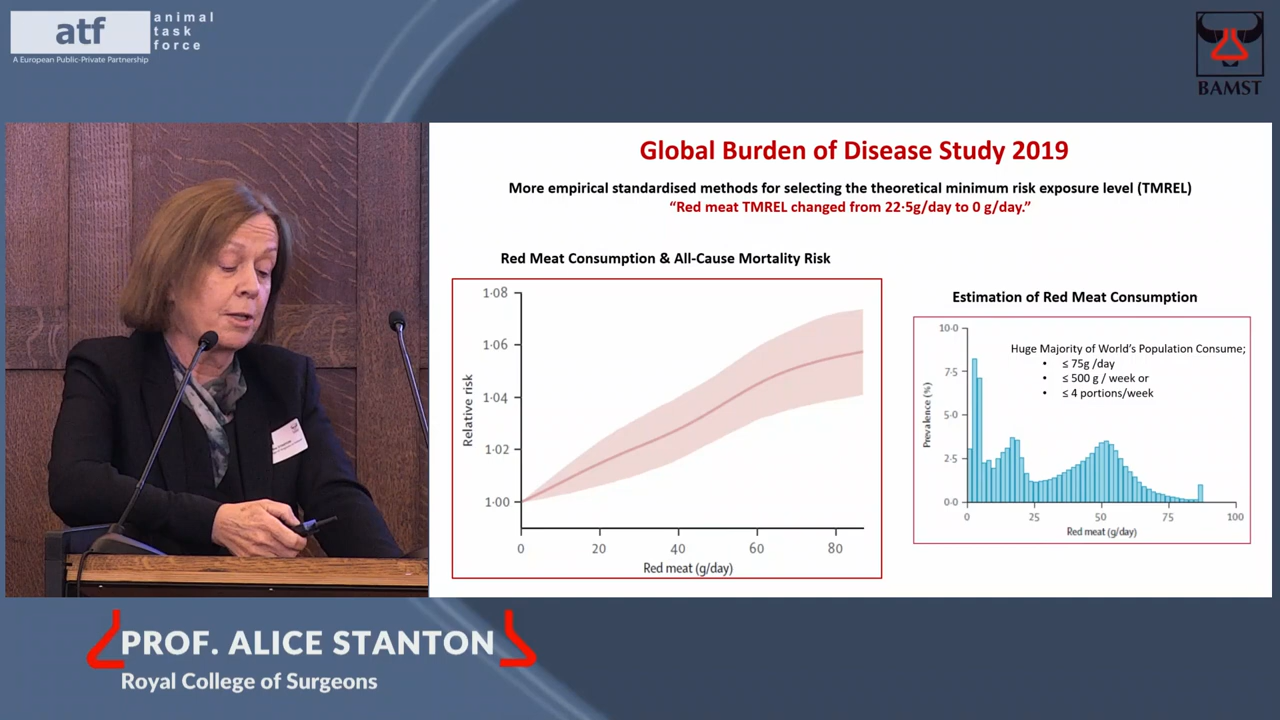 atf
animal
task
force
A European Public-Private Partnership
BAMST
Global Burden of Disease Study 2019
More empirical standardised methods for selecting the theoretical minimum risk exposure level (TMREL)
“Red meat TMREL changed from 22·5g/day to 0 g/day.”
Red Meat Consumption & All-Cause Mortality Risk
1·08
1·06
1·04
1·02
1·00
Relative risk
0 20 40 60 80
Red meat (g/day)
Estimation of Red Meat Consumption
Huge Majority of World’s Population Consume;
• ≤ 75g /day
• ≤ 500 g / week or
• ≤ 4 portions/week
10·0
7·5
5·0
2·5
0·0
Prevalence (%)
0 25 50 75 100
Red meat (g/day)
PROF. ALICE STANTON
Royal College of Surgeons